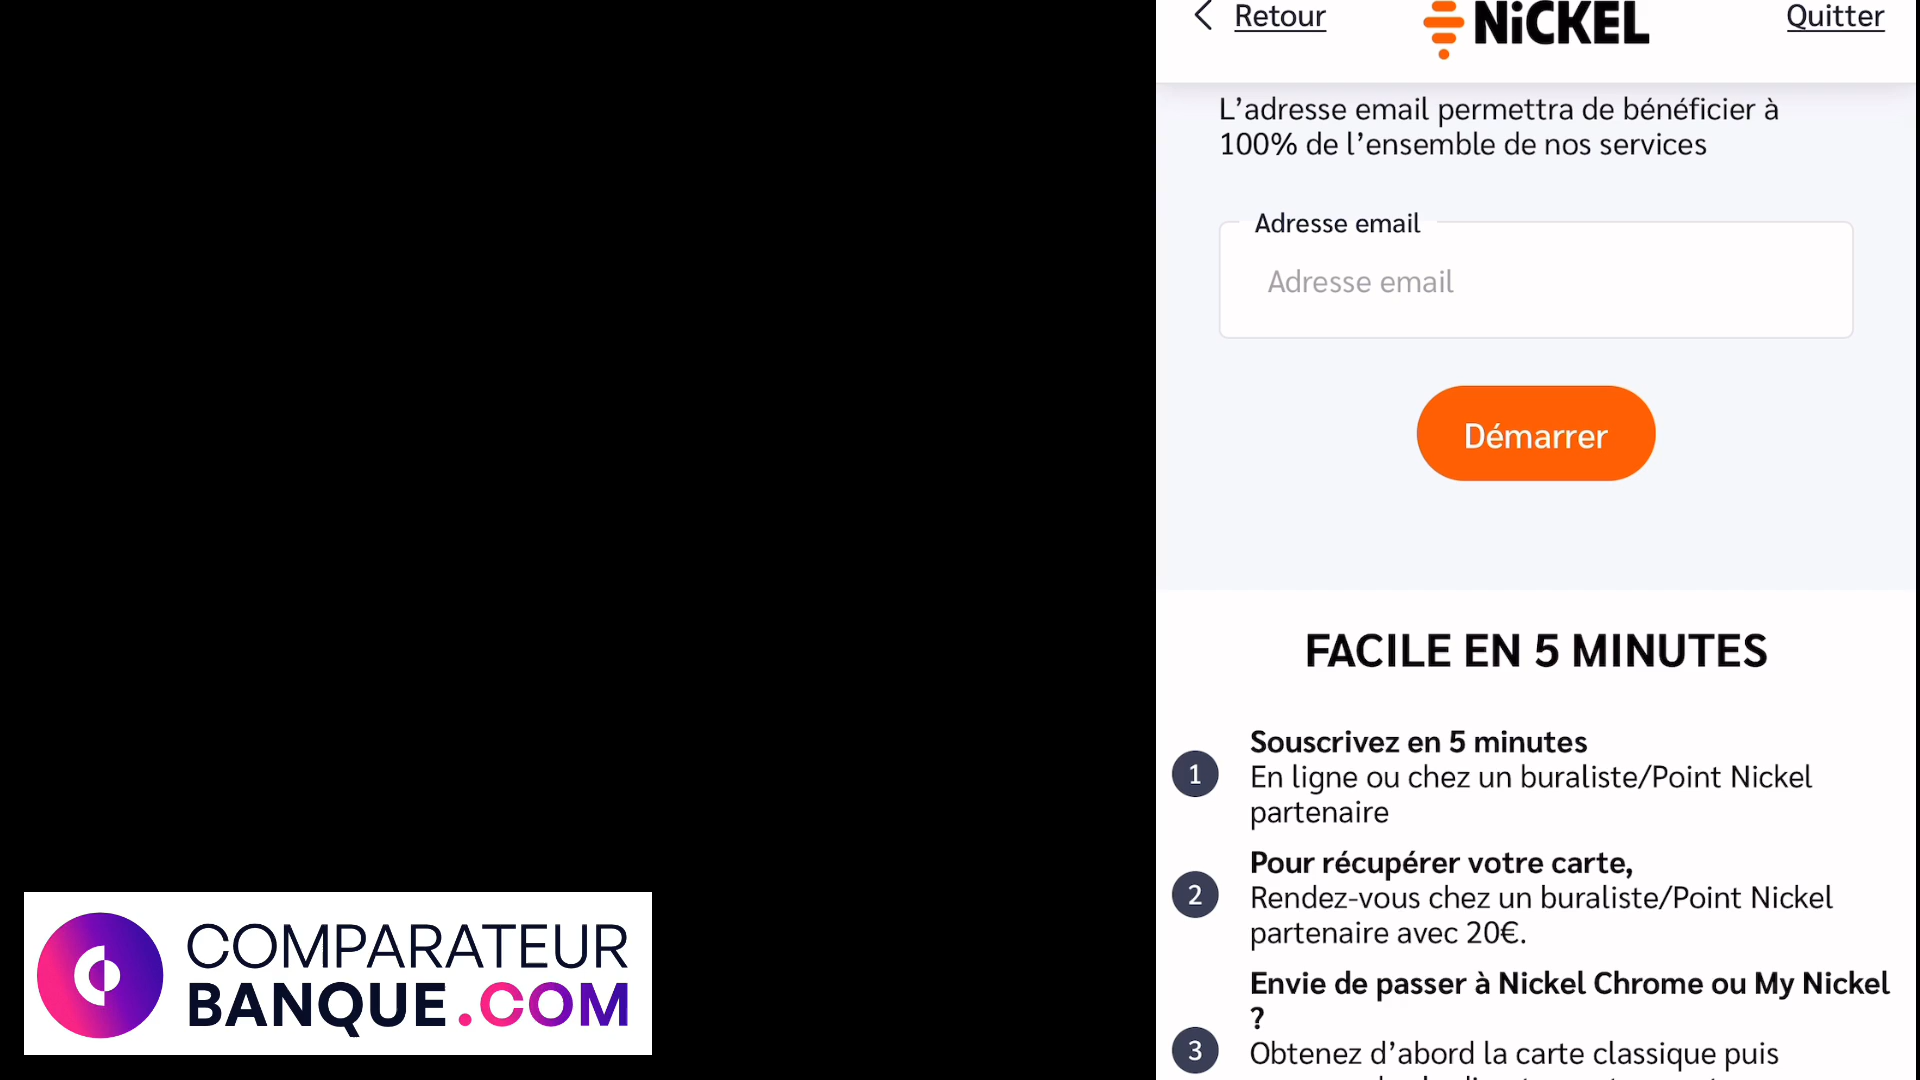 Retour
NiCKEL
Quitter
L’adresse email permettra de bénéficier à
100% de l’ensemble de nos services
Adresse email
Adresse email
Démarrer
FACILE EN 5 MINUTES
Souscrivez en 5 minutes
1
En ligne ou chez un buraliste/Point Nickel
partenaire
Pour récupérer votre carte,
2
Rendez-vous chez un buraliste/Point Nickel
partenaire avec 20€.
Envie de passer à Nickel Chrome ou My Nickel
?
3
Obtenez d’abord la carte classique puis
COMPARATEUR
BANQUE.COM